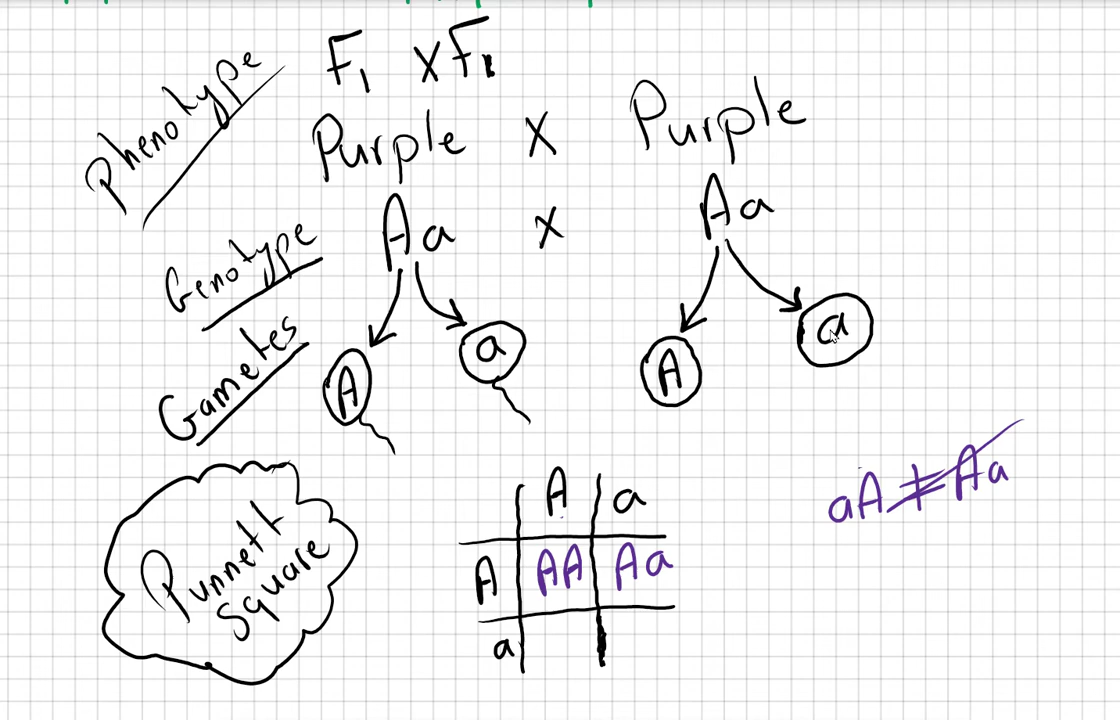 F1 x F1
Phenotype
Purple x Purple
Genotype
Aa x Aa
Gametes
A a A a
Punnett
square
A a
A AA Aa
a
aA ≠ Aa